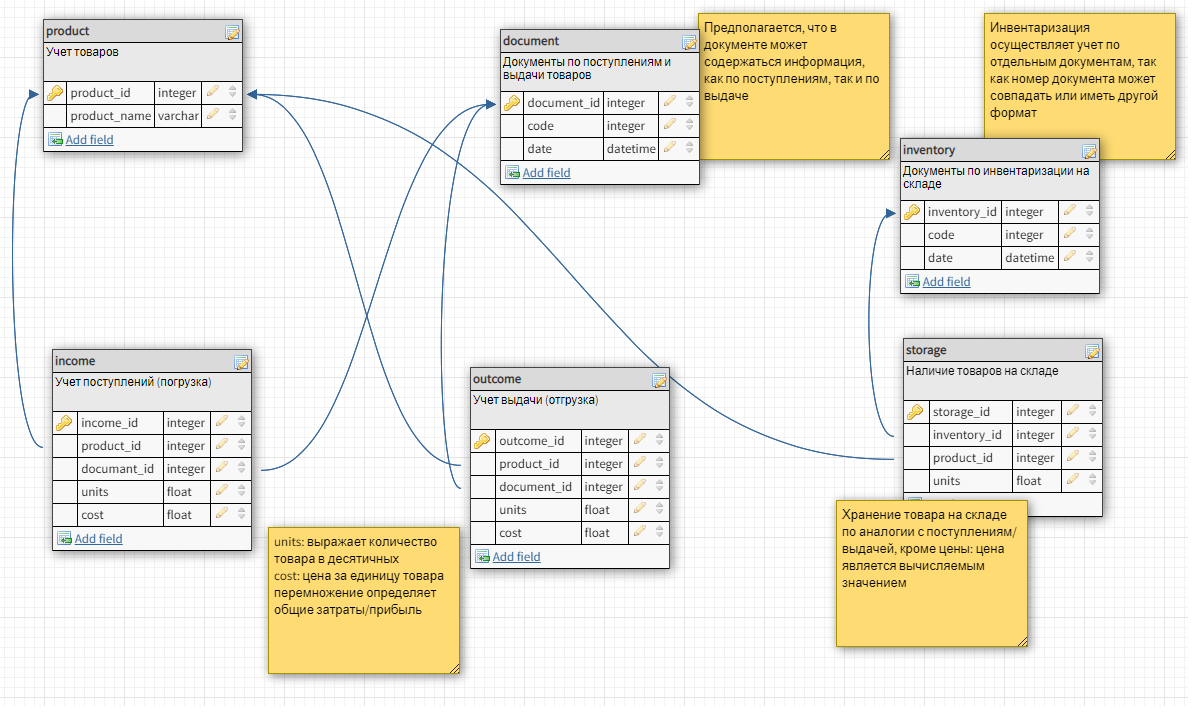 product
Учет товаров
product_id integer
product_name varchar
Add field
document
Документы по поступлениям и
выдачи товаров
document_id integer
code integer
date datetime
Add field
Предполагается, что в
документе может
содержаться информация,
как по поступлениям, так и по
выдаче
Инвентаризация
осуществляет учет по
отдельным документам, так
как номер документа может
совпадать или иметь другой
формат
inventory
Документы по инвентаризации на
складе
inventory_id integer
code integer
date datetime
Add field
income
Учет поступлений (погрузка)
income_id integer
product_id integer
documant_id integer
units float
cost float
Add field
units: выражает количество
товара в десятичных
cost: цена за единицу товара
перемножение определяет
общие затраты/прибыль
outcome
Учет выдачи (отгрузка)
outcome_id integer
product_id integer
document_id integer
units float
cost float
Add field
storage
Наличие товаров на складе
storage_id integer
inventory_id integer
product_id integer
units float
Хранение товара на складе
по аналогии с поступлениям/
выдачей, кроме цены: цена
является вычисляемым
значением